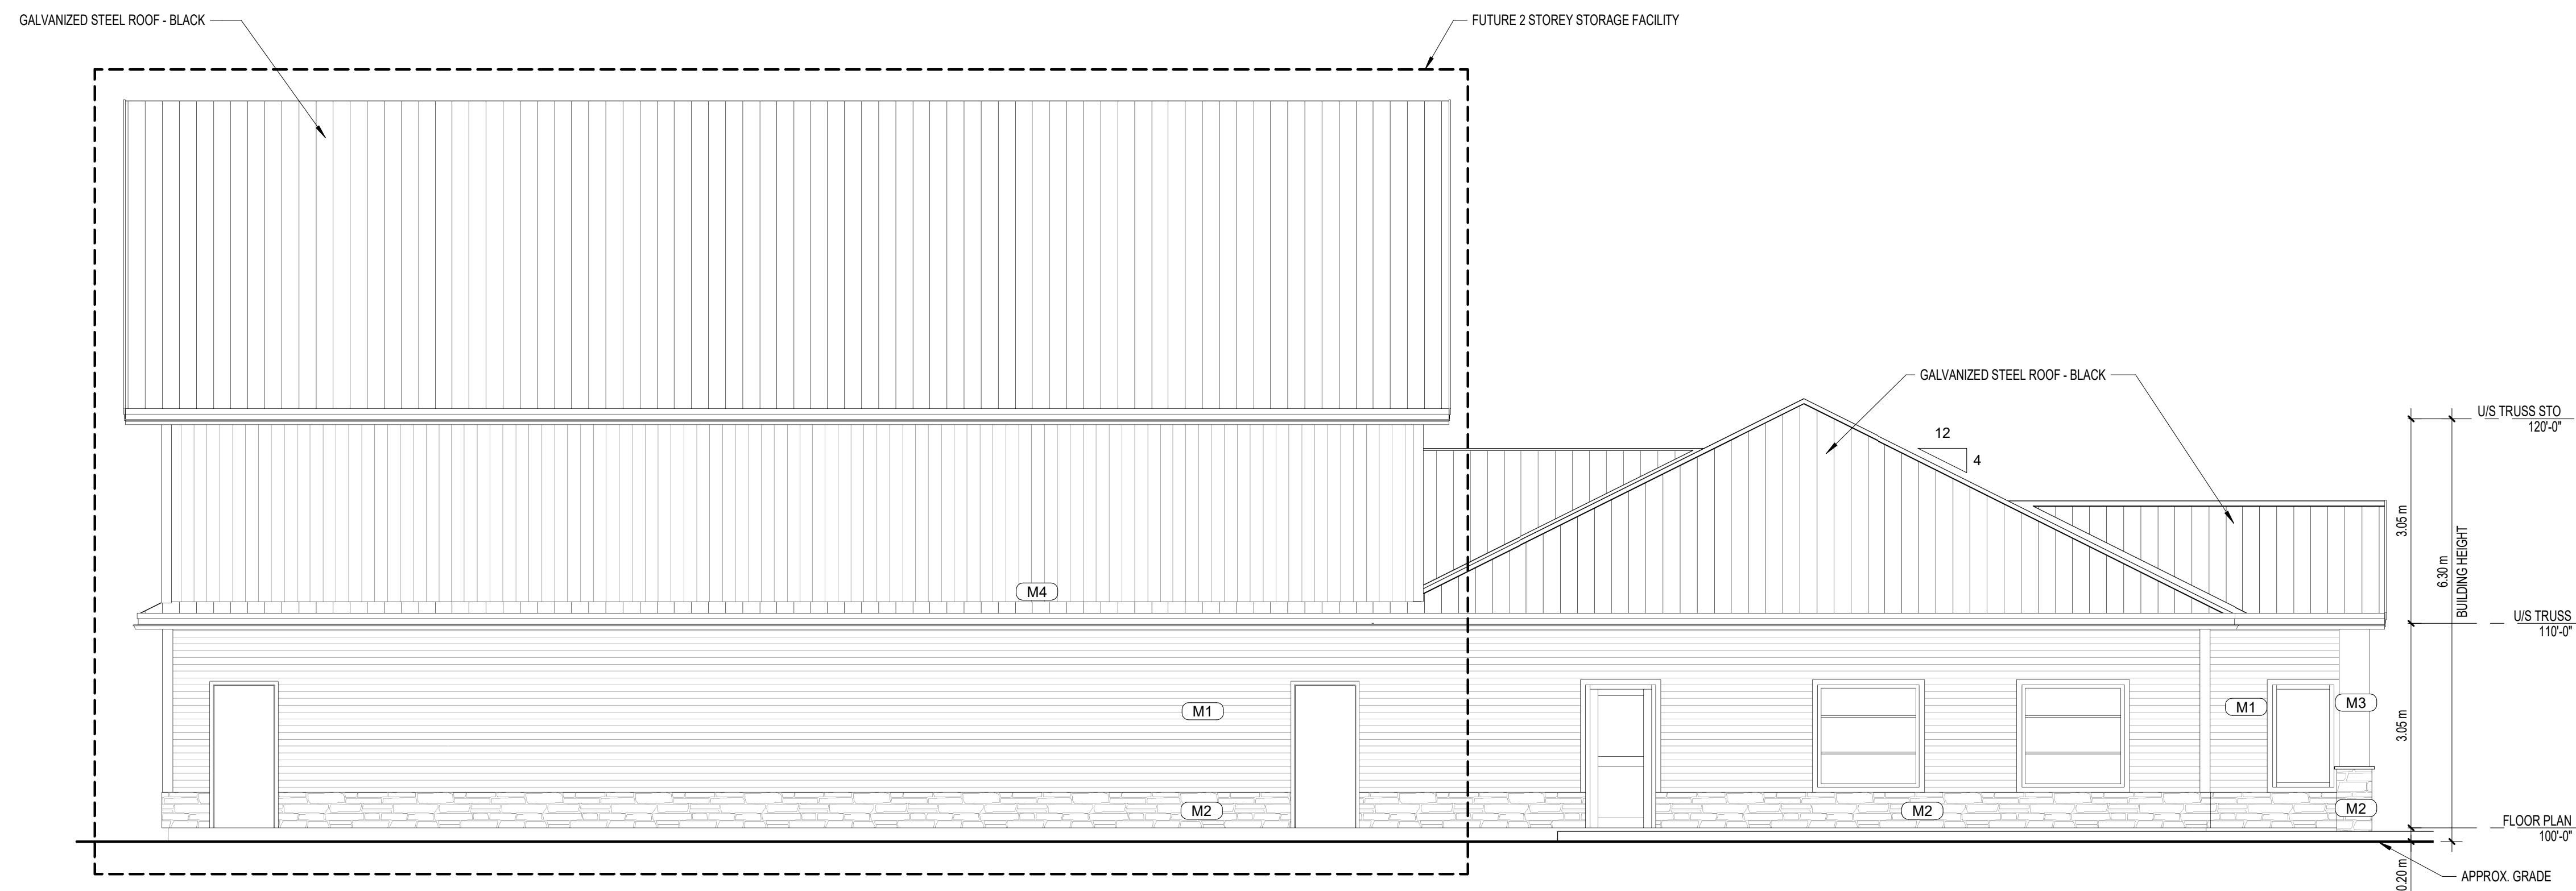 GALVANIZED STEEL ROOF - BLACK
FUTURE 2 STOREY STORAGE FACILITY
GALVANIZED STEEL ROOF - BLACK
U/S TRUSS STO
120'-0"
12
4
3.05 m
6.30 m
BUILDING HEIGHT
M4
U/S TRUSS
110'-0"
M1
M1
M3
3.05 m
M2
M2
M2
FLOOR PLAN
100'-0"
0.20 m
APPROX. GRADE